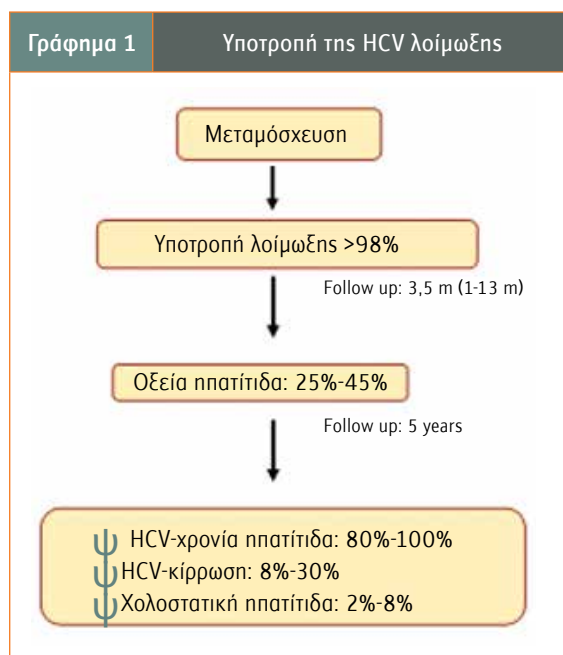 Γράφημα 1
Υποτροπή της HCV λοίμωξης
Μεταμόσχευση
Υποτροπή λοίμωξης >98%
Follow up: 3,5 m (1-13 m)
Οξεία ηπατίτιδα: 25%-45%
Follow up: 5 years
ψ HCV-χρονία ηπατίτιδα: 80%-100%
ψ HCV-κίρρωση: 8%-30%
ψ Χολοστατική ηπατίτιδα: 2%-8%